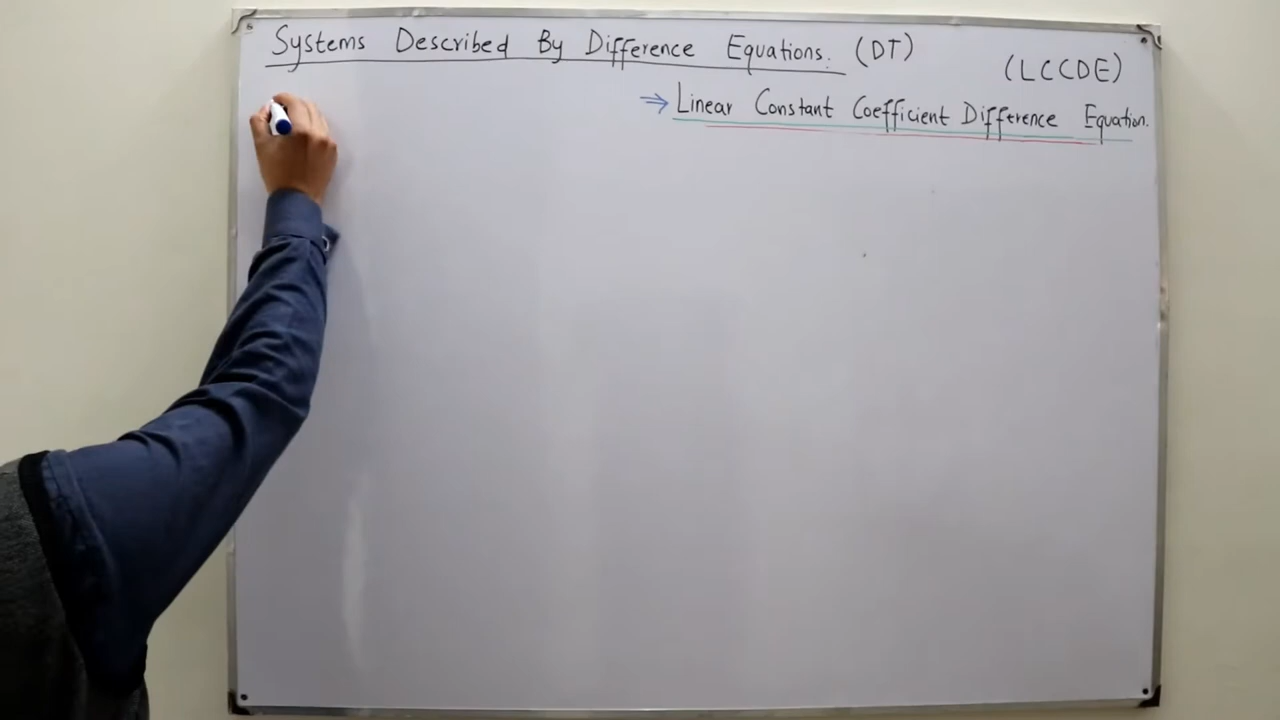 Systems Described By Difference Equations. (DT)
(LCCDE)
⇒ Linear Constant Coefficient Difference Equation.